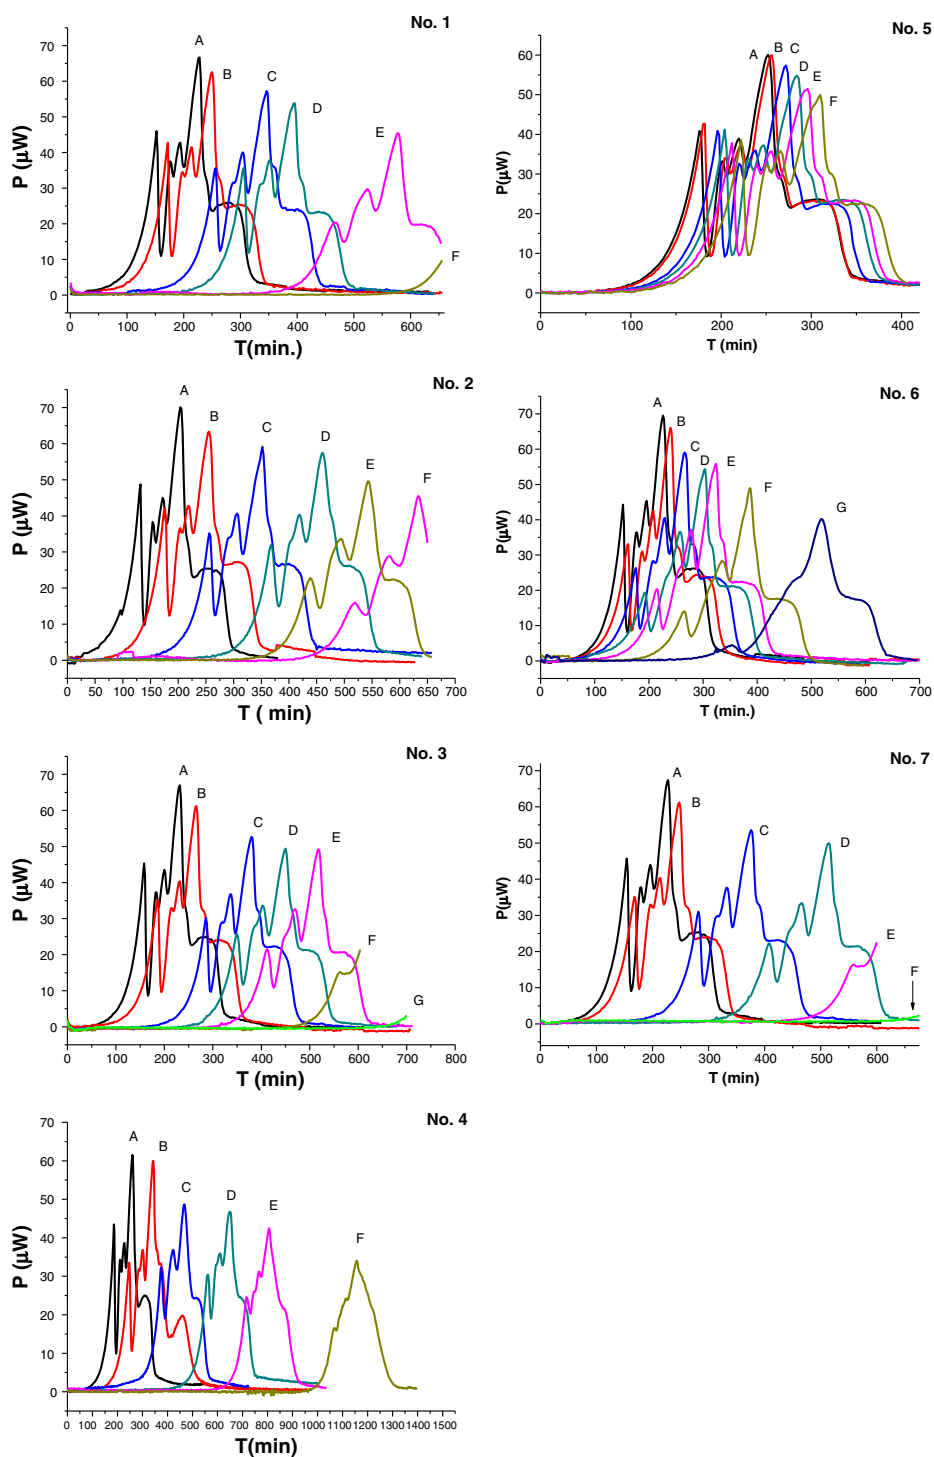 No. 1
70
60
50
40
30
20
10
0
P (µW)
A
B
C
D
E
F
0
100
200
300
400
500
600
T(min.)
No. 5
60
50
40
30
20
10
0
P(µW)
A
B
C
D
E
F
0
100
200
300
400
T (min)
No. 2
70
60
50
40
30
20
10
0
P (µW)
A
B
C
D
E
F
0 50 100 150 200 250 300 350 400 450 500 550 600 650 700
T ( min)
No. 6
70
60
50
40
30
20
10
0
P(µW)
A
B
C
D
E
F
G
0
100
200
300
400
500
600
700
T (min.)
No. 3
70
60
50
40
30
20
10
0
P (µW)
A
B
C
D
E
F
G
0
100
200
300
400
500
600
700
800
T (min)
No. 7
70
60
50
40
30
20
10
0
P(µW)
A
B
C
D
E
F
0
100
200
300
400
500
600
T (min)
No. 4
70
60
50
40
30
20
10
0
P (µW)
A
B
C
D
E
F
0 100 200 300 400 500 600 700 800 900 1000 1100 1200 1300 1400 1500
T(min)